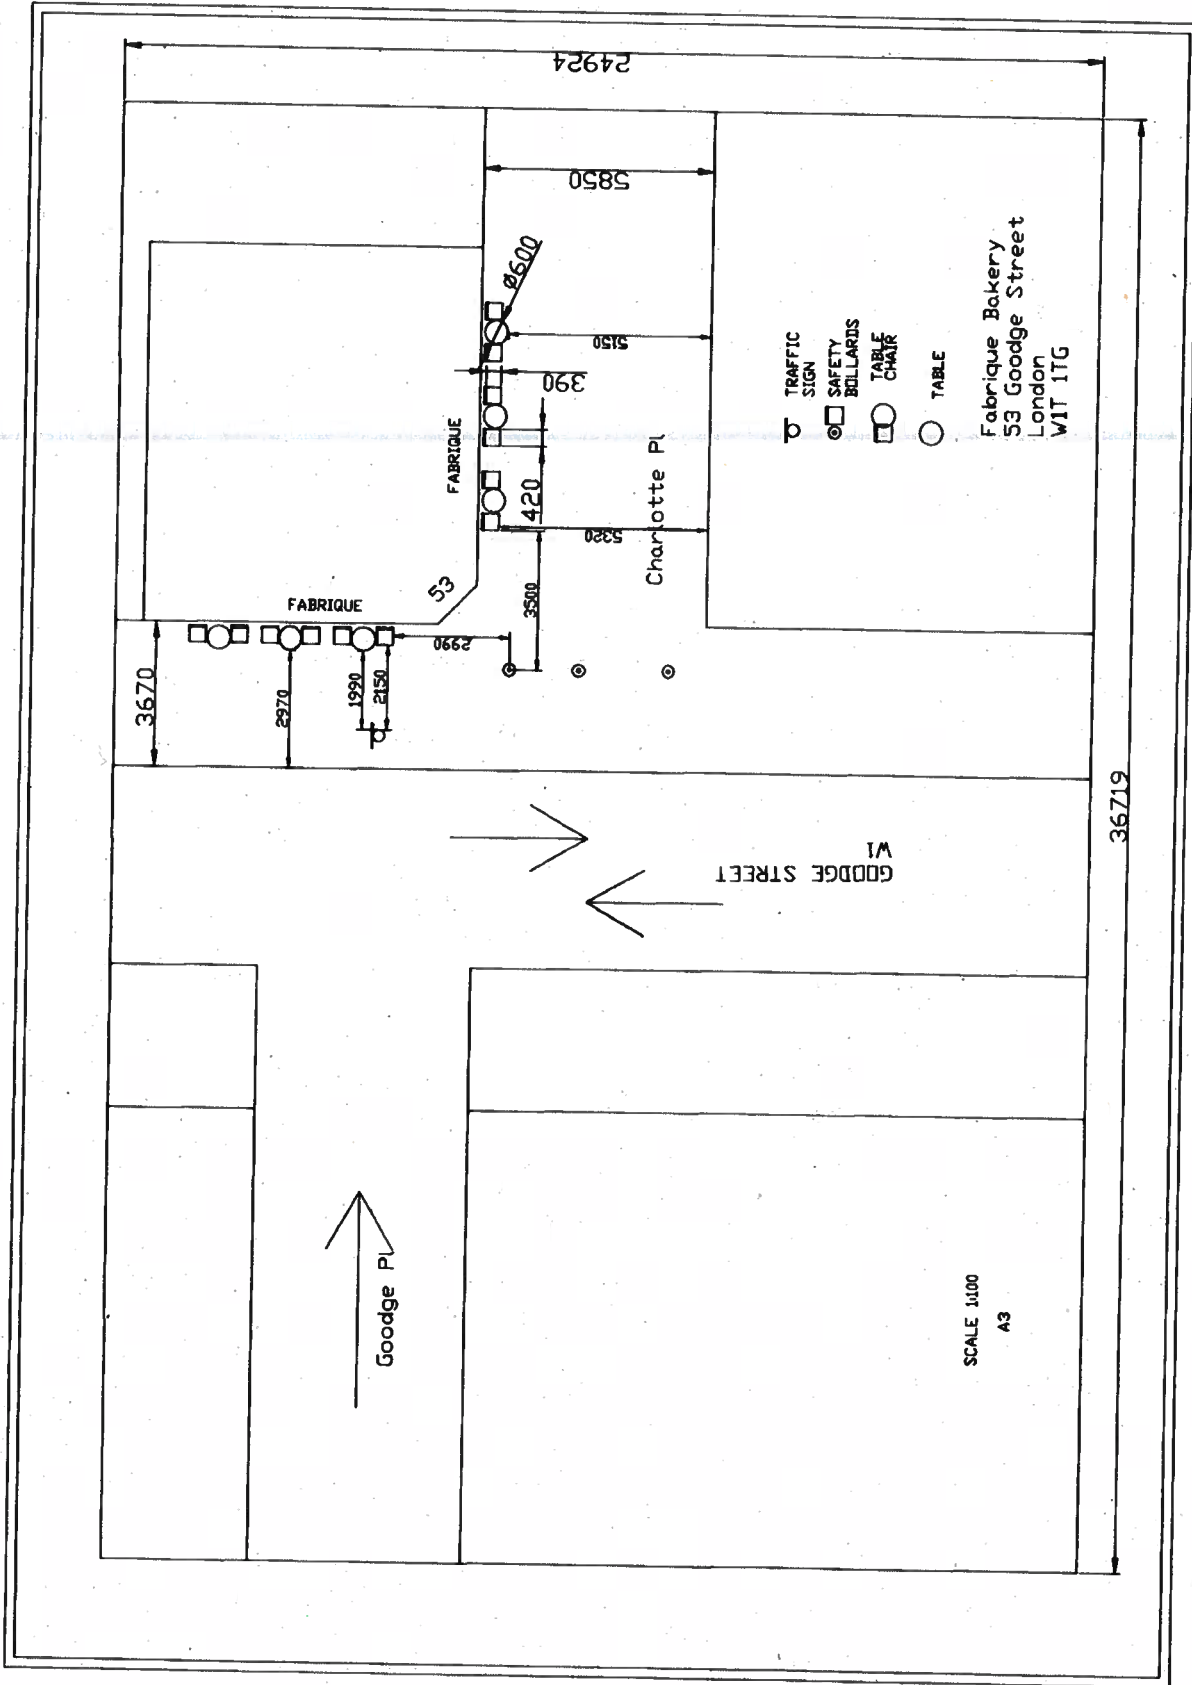 24924
5850
Ø600
5150
390
FABRIQUE
420
5320
Charlotte Pl
3500
53
FABRIQUE
2990
3670
2970
1990
2150
TRAFFIC
SIGN
SAFETY
BOLLARDS
TABLE
CHAIR
TABLE
Fabrique Bakery
53 Goodge Street
London
W1T 1TG
36719
GOODGE STREET
W1
Goodge Pl
SCALE 1:100
A3